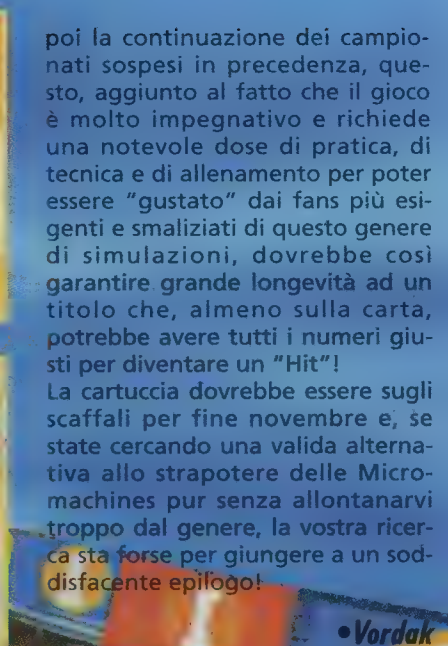 poi la continuazione dei campio-
nati sospesi in precedenza, que-
sto, aggiunto al fatto che il gioco
è molto impegnativo e richiede
una notevole dose di pratica, di
tecnica e di allenamento per poter
essere "gustato" dai fans più esi-
genti e smaliziati di questo genere
di simulazioni, dovrebbe così
garantire grande longevità ad un
titolo che, almeno sulla carta,
potrebbe avere tutti i numeri giu-
sti per diventare un "Hit"!
La cartuccia dovrebbe essere sugli
scaffali per fine novembre e, se
state cercando una valida alterna-
tiva allo strapotere delle Micro-
machines pur senza allontanarvi
troppo dal genere, la vostra ricer-
ca sta forse per giungere a un sod-
disfacente epilogo!
•Vordak